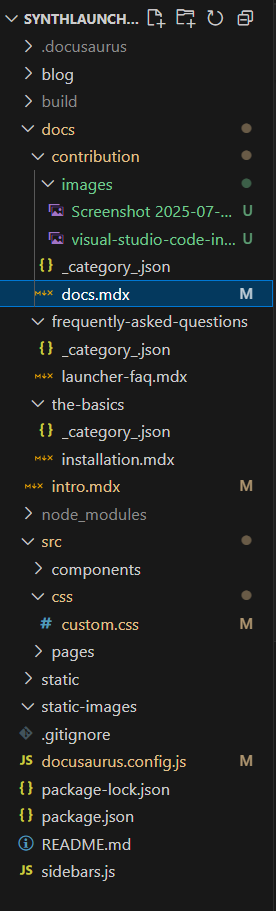 SYNTHLAUNCH...
.docusaurus
blog
build
docs
contribution
images
Screenshot 2025-07-... U
visual-studio-code-in... U
{} _category_.json
M↓× docs.mdx M
frequently-asked-questions
{} _category_.json
M↓× launcher-faq.mdx
the-basics
{} _category_.json
M↓× installation.mdx
M↓× intro.mdx M
node_modules
src
components
css
# custom.css M
pages
static
static-images
.gitignore
JS docusaurus.config.js M
{} package-lock.json
{} package.json
README.md
JS sidebars.js